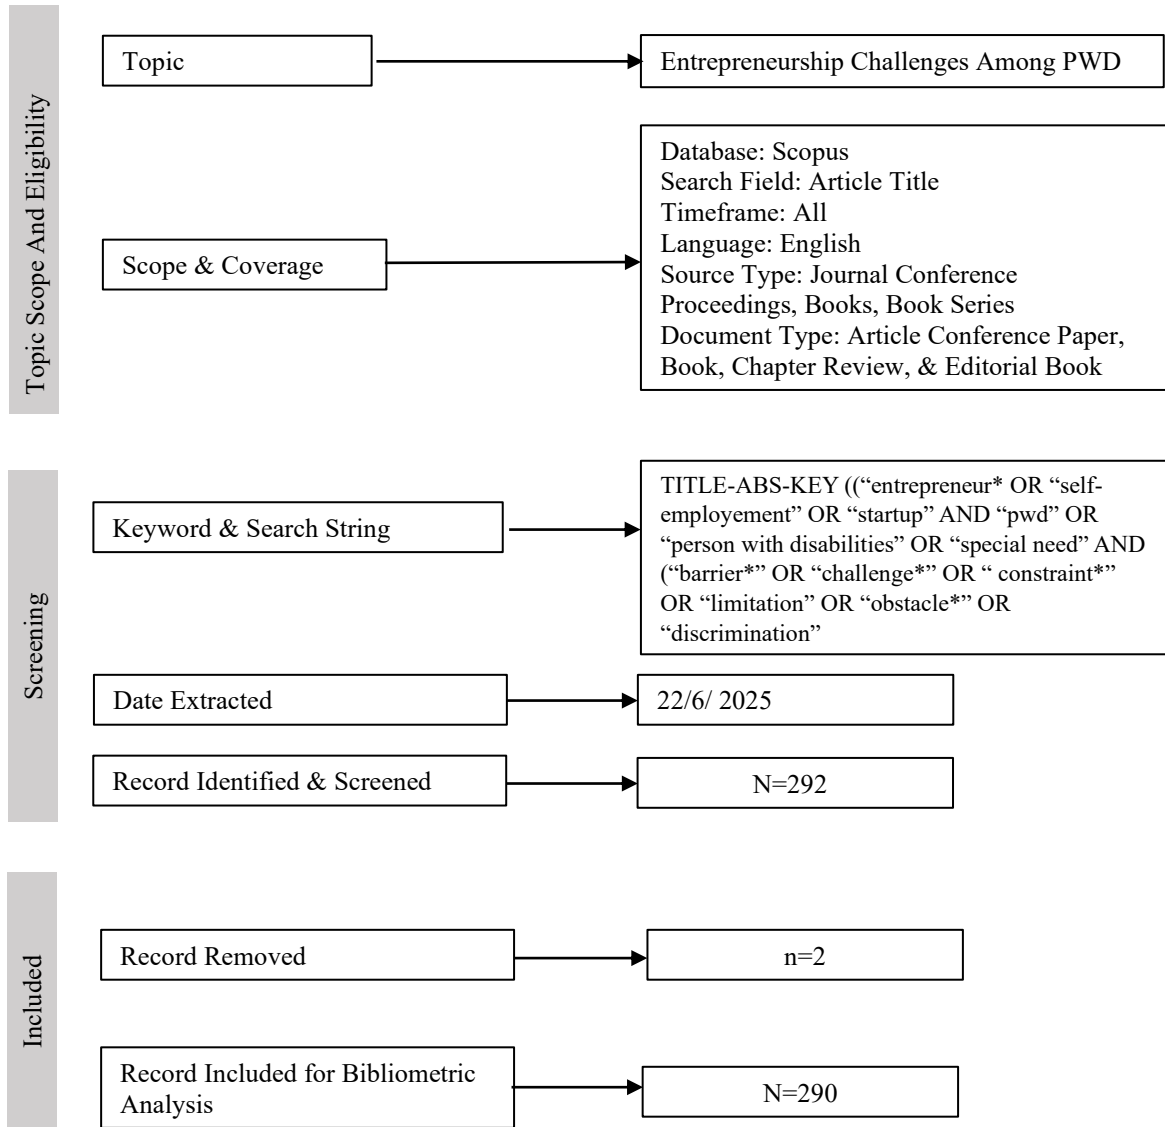 Topic Scope And Eligibility
Topic
Entrepreneurship Challenges Among PWD
Scope & Coverage
Database: Scopus
Search Field: Article Title
Timeframe: All
Language: English
Source Type: Journal Conference
Proceedings, Books, Book Series
Document Type: Article Conference Paper,
Book, Chapter Review, & Editorial Book
Screening
Keyword & Search String
TITLE-ABS-KEY ((“entrepreneur* OR “self-
employement” OR “startup” AND “pwd” OR
“person with disabilities” OR “special need” AND
(“barrier*” OR “challenge*” OR “ constraint*”
OR “limitation” OR “obstacle*” OR
“discrimination”
Date Extracted
22/6/ 2025
Record Identified & Screened
N=292
Included
Record Removed
n=2
Record Included for Bibliometric
Analysis
N=290